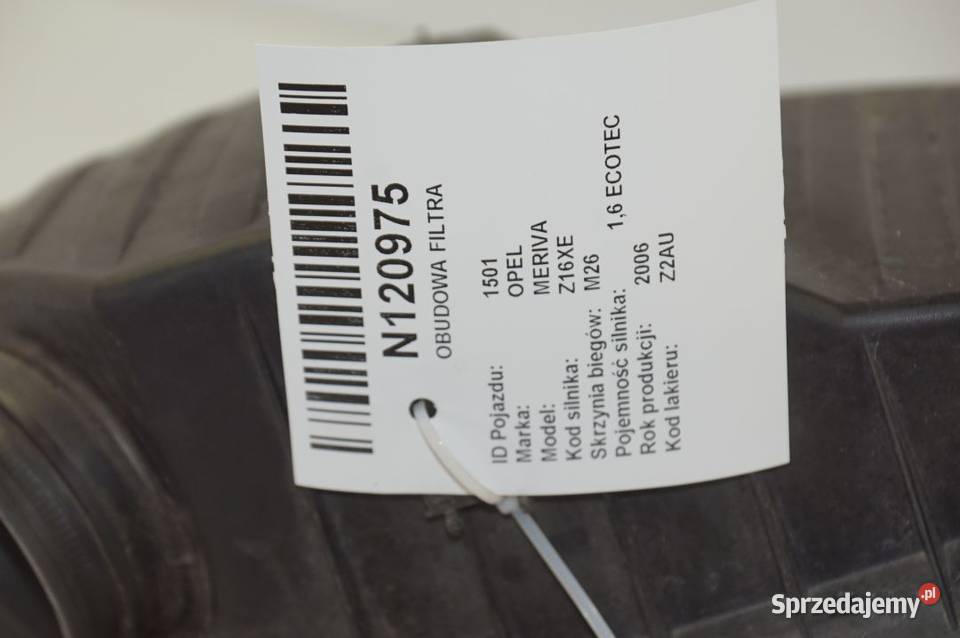 N120975
OBUDOWA FILTRA
ID Pojazdu: 1501
Marka: OPEL
Model: MERIVA
Kod silnika: Z16XE
Skrzynia biegów: M26
Pojemność silnika: 1,6 ECOTEC
Rok produkcji: 2006
Kod lakieru: Z2AU
Sprzedajemy.pl